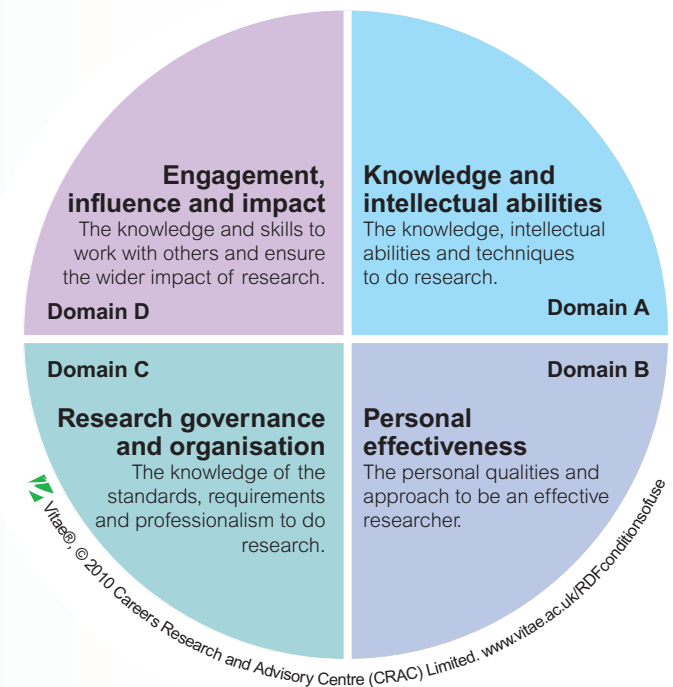 Engagement,
influence and impact
The knowledge and skills to
work with others and ensure
the wider impact of research.
Domain D
Knowledge and
intellectual abilities
The knowledge, intellectual
abilities and techniques
to do research.
Domain A
Domain C
Research governance
and organisation
The knowledge of the
standards, requirements
and professionalism to do
research.
Domain B
Personal
effectiveness
The personal qualities and
approach to be an effective
researcher.
Vitae®, © 2010 Careers Research and Advisory Centre (CRAC) Limited. www.vitae.ac.uk/RDFconditionsofuse